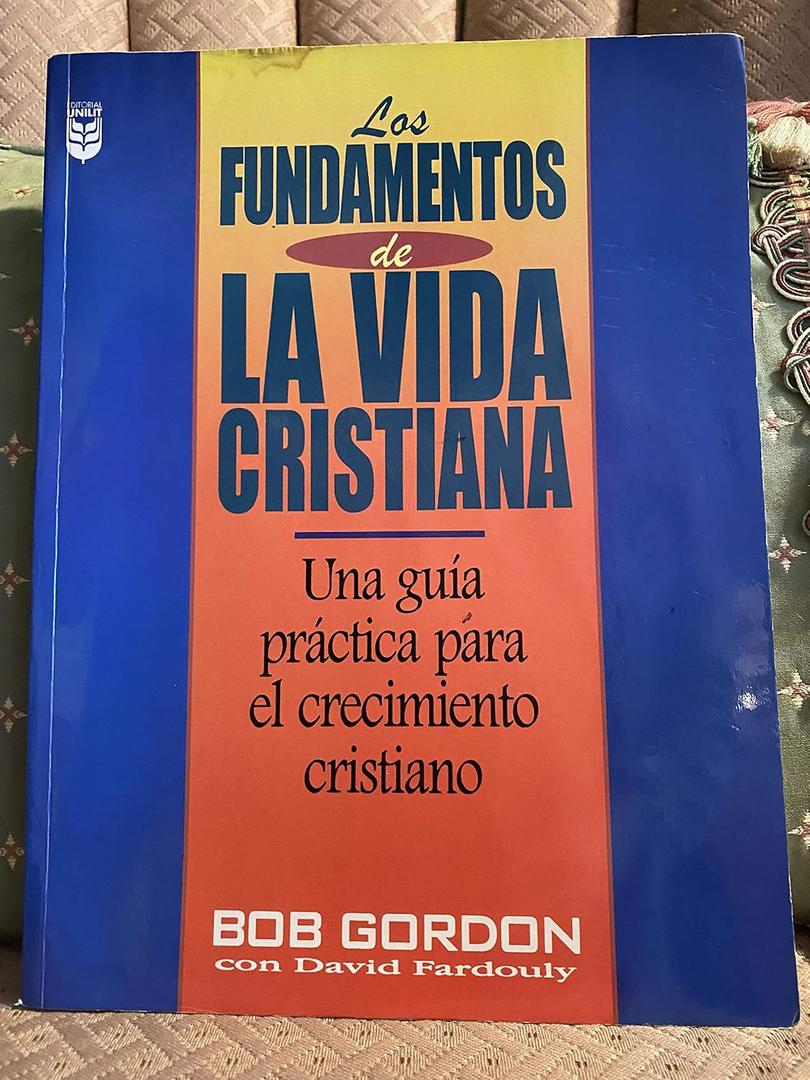 EDITORIAL
UNILIT
Los
FUNDAMENTOS
de
LA VIDA
CRISTIANA
Una guía
práctica para
el crecimiento
cristiano
BOB GORDON
con David Fardouly